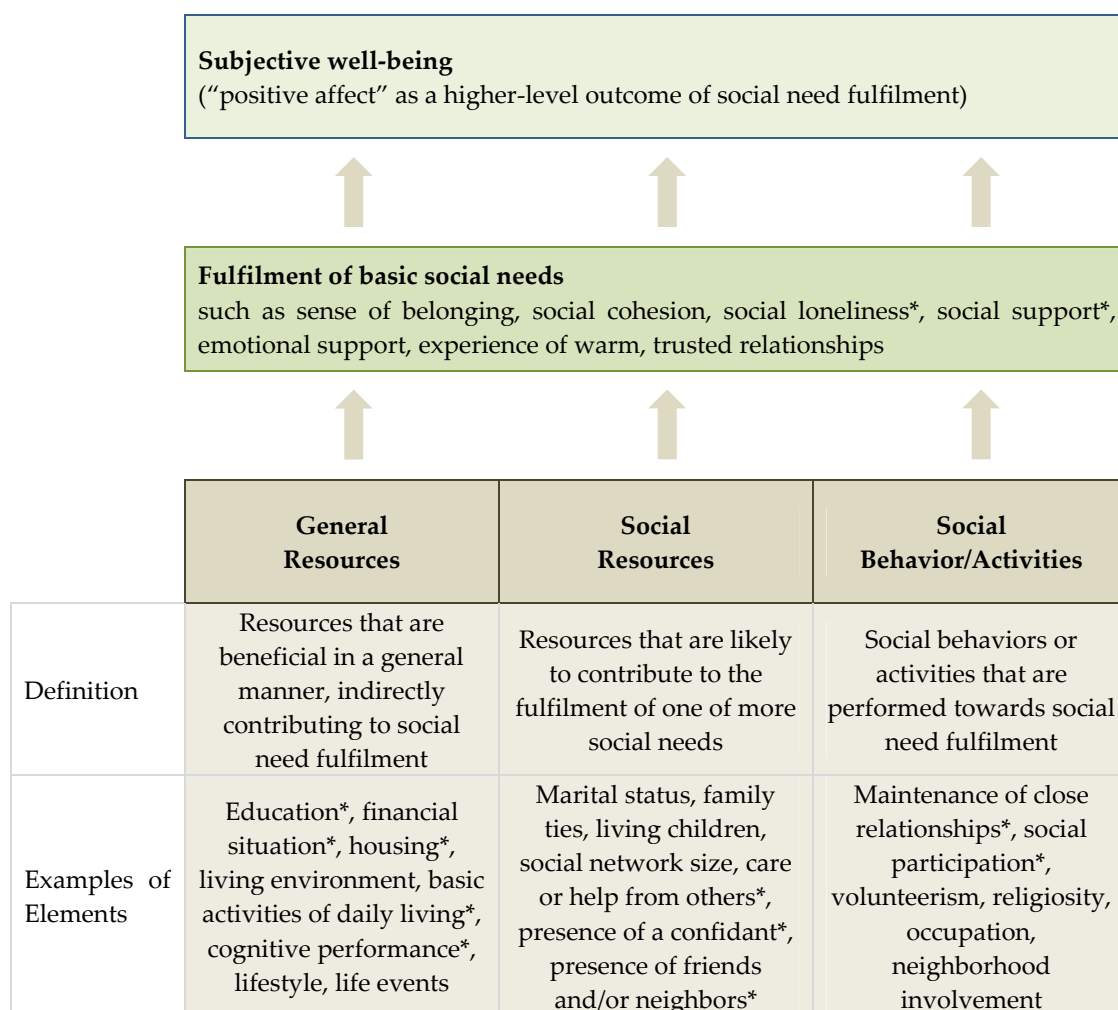 Subjective well-being
(“positive affect” as a higher-level outcome of social need fulfilment)
Fulfilment of basic social needs
such as sense of belonging, social cohesion, social loneliness*, social support*,
emotional support, experience of warm, trusted relationships
General
Resources
Social
Resources
Social
Behavior/Activities
Definition
Resources that are
beneficial in a general
manner, indirectly
contributing to social
need fulfilment
Resources that are likely
to contribute to the
fulfilment of one of more
social needs
Social behaviors or
activities that are
performed towards social
need fulfilment
Examples of
Elements
Education*, financial
situation*, housing*,
living environment, basic
activities of daily living*,
cognitive performance*,
lifestyle, life events
Marital status, family
ties, living children,
social network size, care
or help from others*,
presence of a confidant*,
presence of friends
and/or neighbors*
Maintenance of close
relationships*, social
participation*,
volunteerism, religiosity,
occupation,
neighborhood
involvement